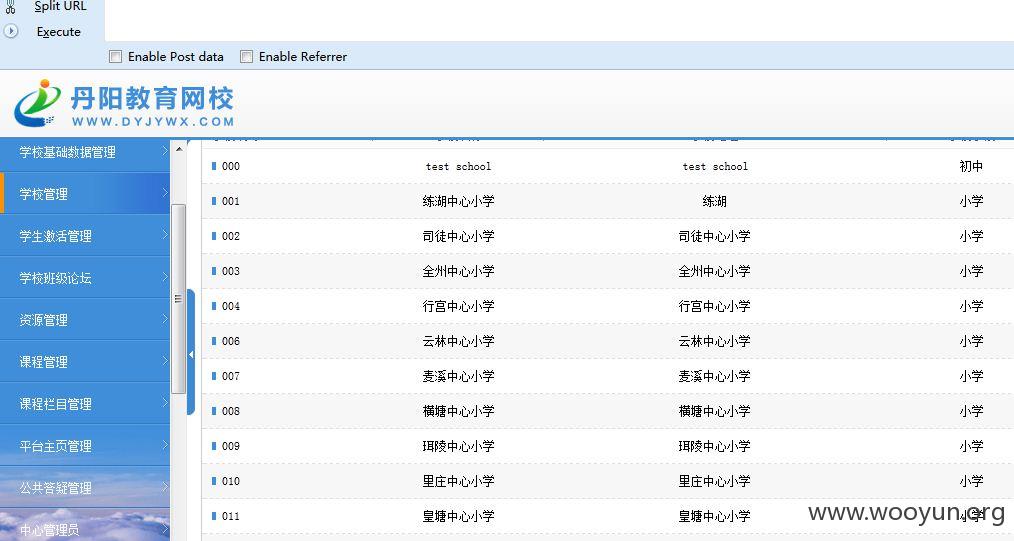 Split URL
Execute
Enable Post data Enable Referrer
丹阳教育网校
WWW.DYJYWX.COM
学校基础数据管理
学校管理
学生激活管理
学校班级论坛
资源管理
课程管理
课程栏目管理
平台主页管理
公共答疑管理
中心管理员
000 test school test school 初中
001 练湖中心小学 练湖 小学
002 司徒中心小学 司徒中心小学 小学
003 全州中心小学 全州中心小学 小学
004 行宫中心小学 行宫中心小学 小学
006 云林中心小学 云林中心小学 小学
007 麦溪中心小学 麦溪中心小学 小学
008 横塘中心小学 横塘中心小学 小学
009 珥陵中心小学 珥陵中心小学 小学
010 里庄中心小学 里庄中心小学 小学
011 皇塘中心小学 皇塘中心小学 小学
www.wooyun.org